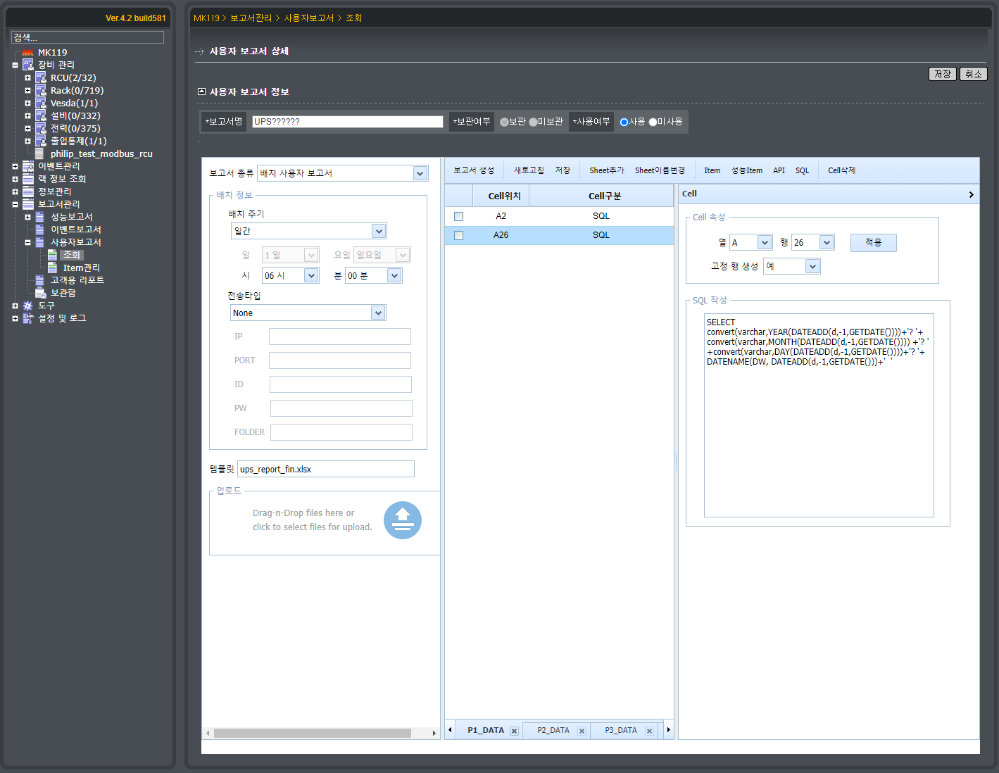 Ver.4.2 build581
검색...
MK119
장비 관리
RCU(2/32)
Rack(0/719)
Vesda(1/1)
설비(0/332)
전력(0/375)
출입통제(1/1)
philip_test_modbus_rcu
이벤트관리
랙 정보 조회
정보관리
보고서관리
성능보고서
이벤트보고서
사용자보고서
조회
Item관리
고객용 리포트
보관함
도구
설정 및 로그
MK119 > 보고서관리 > 사용자보고서 > 조회
사용자 보고서 상세
저장 취소
사용자 보고서 정보
*보고서명 UPS?????? *보관여부 보관 미보관 *사용여부 사용 미사용
보고서 종류 배치 사용자 보고서
배치 정보
배치 주기
일간
일 1 일 요일 일요일
시 06 시 분 00 분
전송타입
None
IP
PORT
ID
PW
FOLDER
템플릿 ups_report_fin.xlsx
업로드
Drag-n-Drop files here or
click to select files for upload.
보고서 생성 새로고침 저장 Sheet추가 Sheet이름변경 Item 성능Item API SQL Cell삭제
Cell위치 Cell구분
A2 SQL
A26 SQL
P1_DATA P2_DATA P3_DATA
Cell
Cell 속성
열 A 행 26 적용
고정 행 생성 예
SQL 작성
SELECT
convert(varchar,YEAR(DATEADD(d,-1,GETDATE())))+'? '+
convert(varchar,MONTH(DATEADD(d,-1,GETDATE()))) +'? '
+convert(varchar,DAY(DATEADD(d,-1,GETDATE())))+'? '+
DATENAME(DW, DATEADD(d,-1,GETDATE()))+'  '